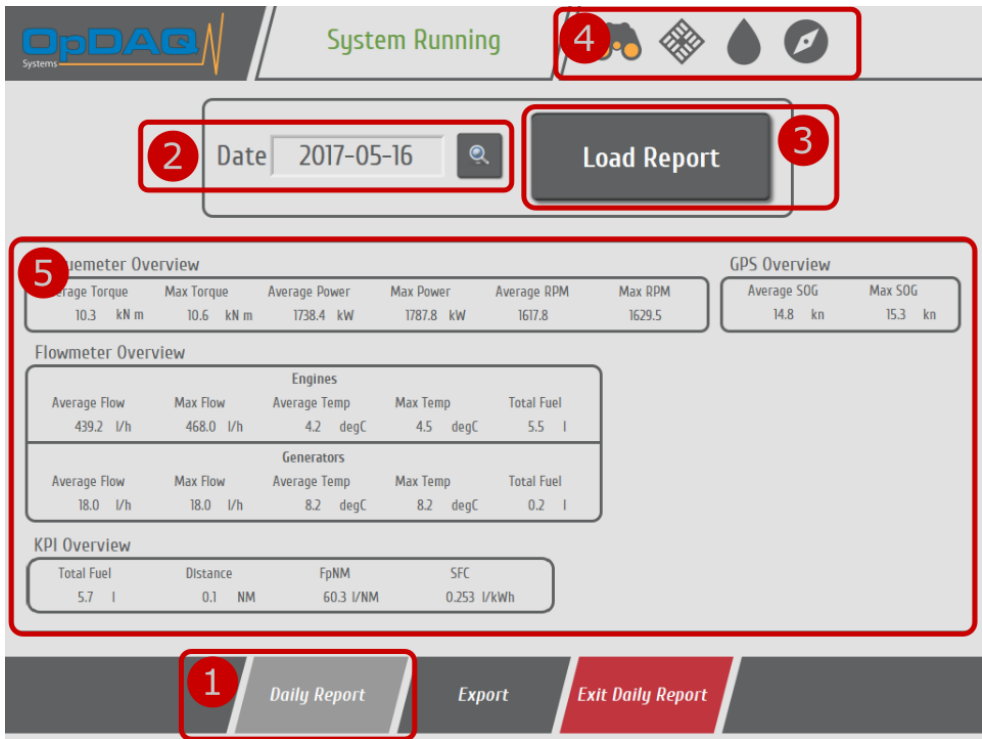 OpDAQ
Systems
System Running
4
2
Date 2017-05-16
Load Report
3
5
uemeter Overview
erage Torque Max Torque Average Power Max Power Average RPM Max RPM
10.3 kN m 10.6 kN m 1738.4 kW 1787.8 kW 1617.8 1629.5
GPS Overview
Average SOG Max SOG
14.8 kn 15.3 kn
Flowmeter Overview
Engines
Average Flow Max Flow Average Temp Max Temp Total Fuel
439.2 l/h 468.0 l/h 4.2 degC 4.5 degC 5.5 l
Generators
Average Flow Max Flow Average Temp Max Temp Total Fuel
18.0 l/h 18.0 l/h 8.2 degC 8.2 degC 0.2 l
KPI Overview
Total Fuel Distance FpNM SFC
5.7 l 0.1 NM 60.3 l/NM 0.253 l/kWh
1
Daily Report
Export
Exit Daily Report